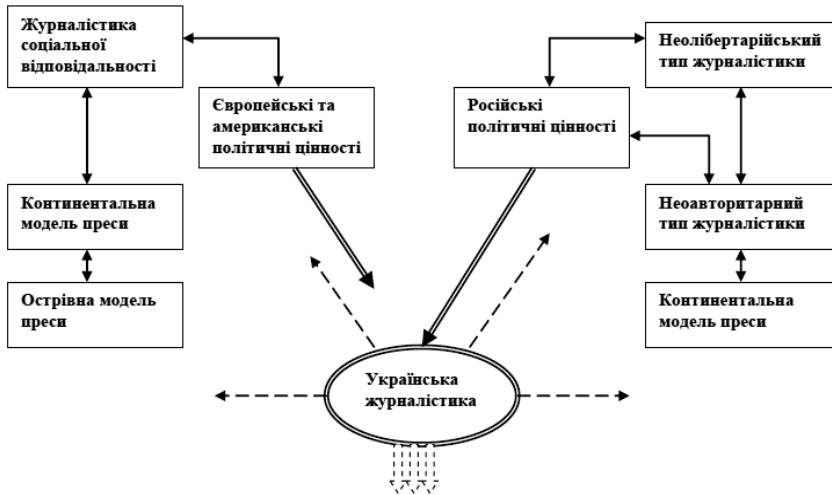 Журналістика
соціальної
відповідальності
Європейські та
американські
політичні цінності
Континентальна
модель преси
Острівна модель
преси
Російські
політичні цінності
Неолібертарійський
тип журналістики
Неоавторитарний
тип журналістики
Континентальна
модель преси
Українська
журналістика